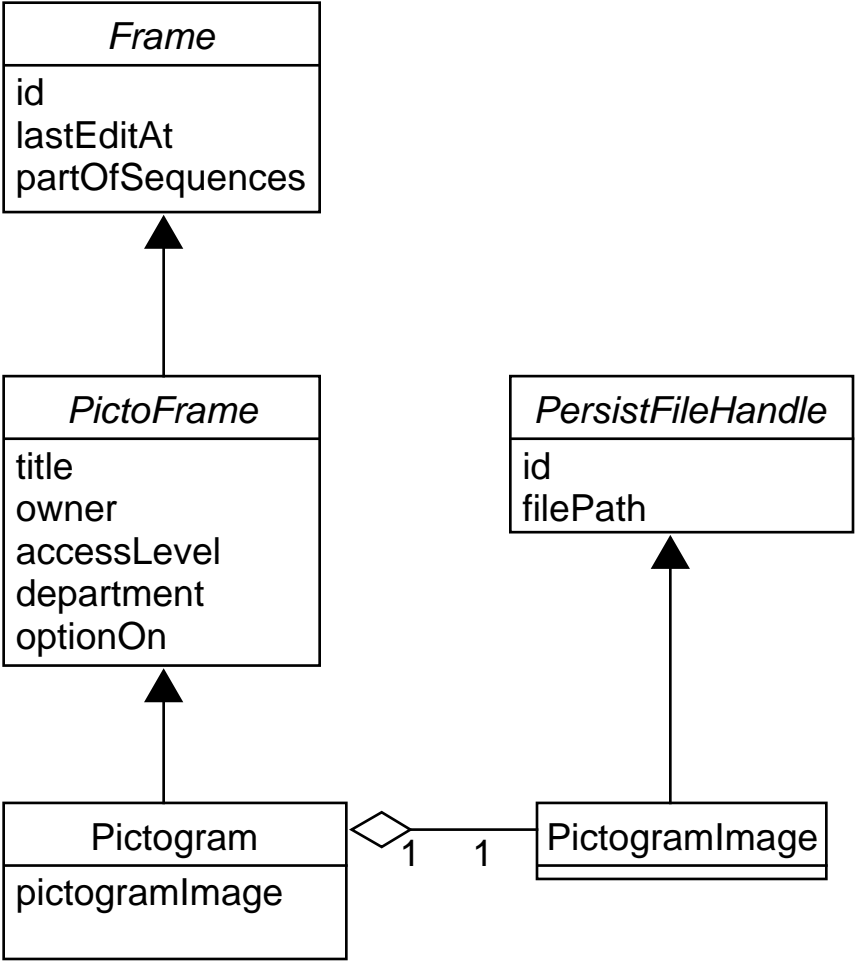 Frame
id
lastEditAt
partOfSequences
PictoFrame
title
owner
accessLevel
department
optionOn
PersistFileHandle
id
filePath
Pictogram
pictogramImage
1 1
PictogramImage